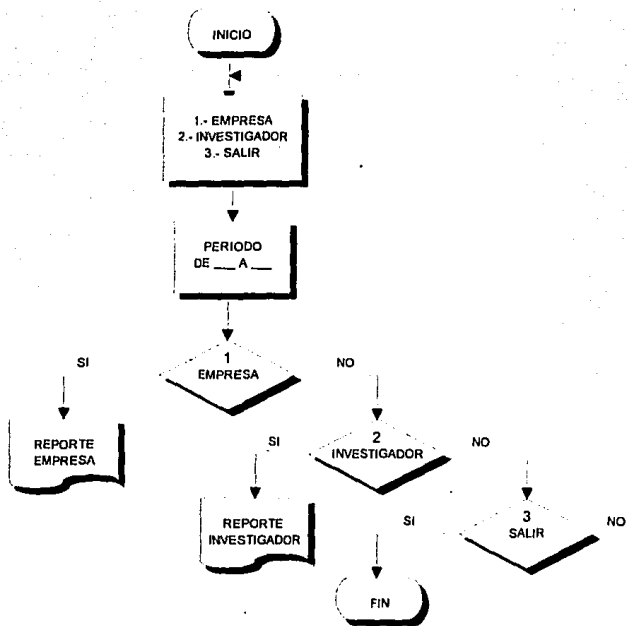 INICIO
1.- EMPRESA
2.- INVESTIGADOR
3.- SALIR
PERIODO
DE ___ A ___
1
EMPRESA
SI
NO
REPORTE
EMPRESA
2
INVESTIGADOR
SI
NO
REPORTE
INVESTIGADOR
3
SALIR
SI
NO
FIN